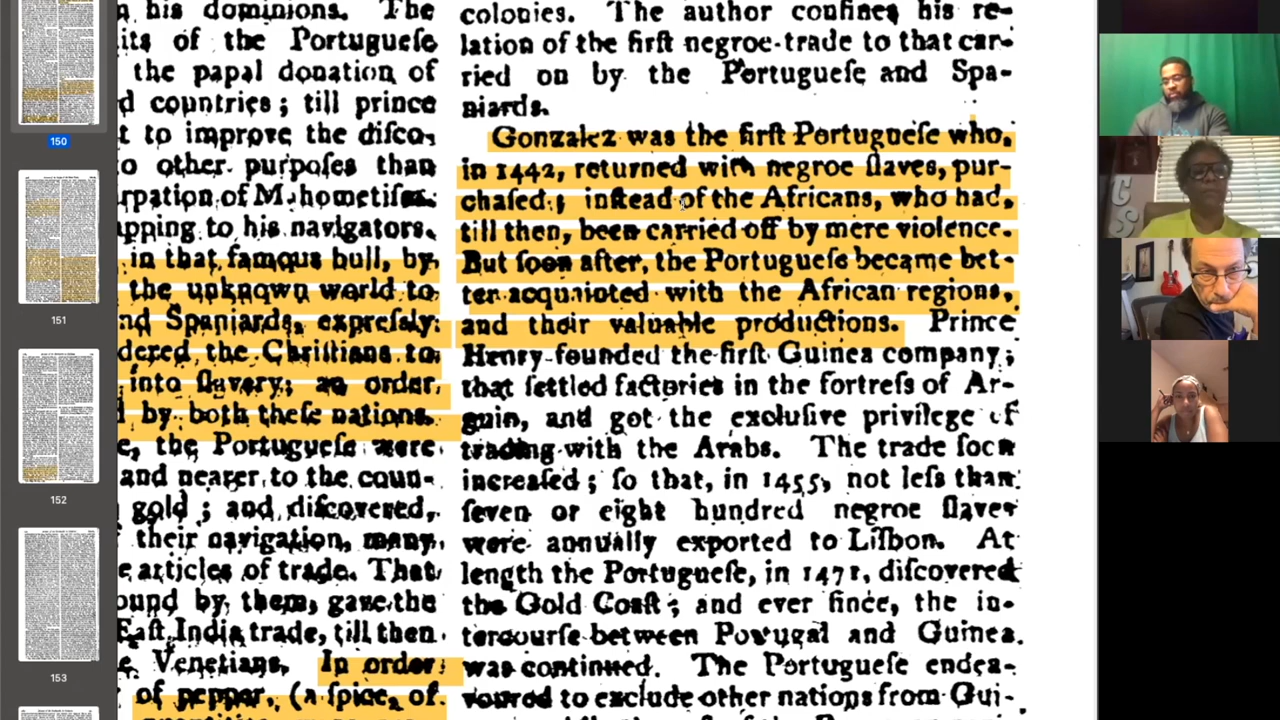 his dominions. The
its of the Portugueſe
the papal donation of
d countries; till prince
t to improve the diſco-
o other purpoſes than
rpation of Mahometiſm.
apping to his navigators.
in that famous bull, by
the unknown world to
nd Spaniards, expreſsly
dered the Chriſtians to
into ſlavery; an order
by both theſe nations.
e, the Portugueſe were
and nearer to the coun-
gold; and diſcovered,
their navigation, many
e articles of trade. That
ound by them, gave the
Eaſt India trade, till then
e Venetians. In order
of pepper, (a ſpice, of
colonies. The author confines his re-
lation of the firſt negroe-trade to that car-
ried on by the Portugueſe and Spa-
niards.
Gonzalez was the firſt Portugueſe who,
in 1442, returned with negroe ſlaves, pur-
chaſed; inſtead of the Africans, who had,
till then, been carried off by mere violence.
But ſoon after, the Portugueſe became bet-
ter acquainted with the African regions,
and their valuable productions. Prince
Henry founded the firſt Guinea company;
that ſettled factories in the fortreſs of Ar-
guin, and got the excluſive privilege of
trading with the Arabs. The trade ſoon
increaſed; ſo that, in 1455, not leſs than
ſeven or eight hundred negroe ſlaves
were annually exported to Liſbon. At
length the Portugueſe, in 1471, diſcovered
the Gold Coaſt; and ever ſince, the in-
tercourſe between Portugal and Guinea
was continued. The Portugueſe endea-
voured to exclude other nations from Gui-
150
151
152
153